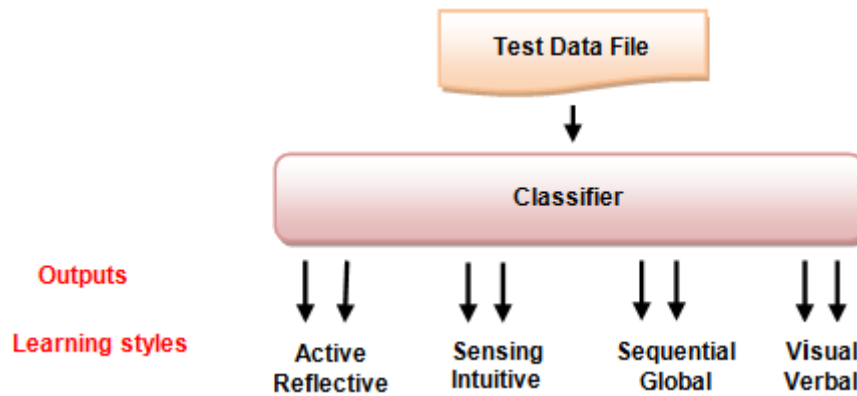 Test Data File
Classifier
Outputs
Learning styles
Active
Reflective
Sensing
Intuitive
Sequential
Global
Visual
Verbal